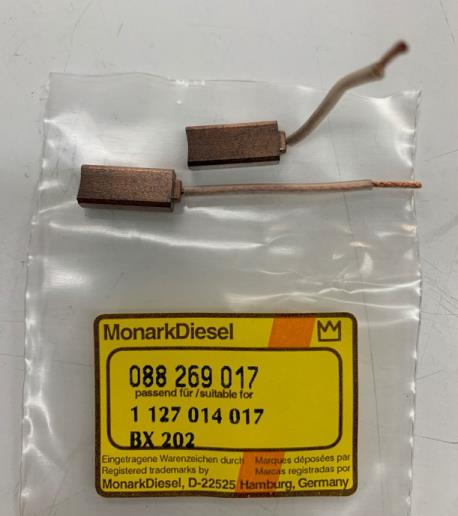 MonarkDiesel
088 269 017
passend für/suitable for
1 127 014 017
BX 202
Eingetragene Warenzeichen durch Marques déposées par
Registered trademarks by Marcas registradas por
MonarkDiesel, D-22525 Hamburg, Germany